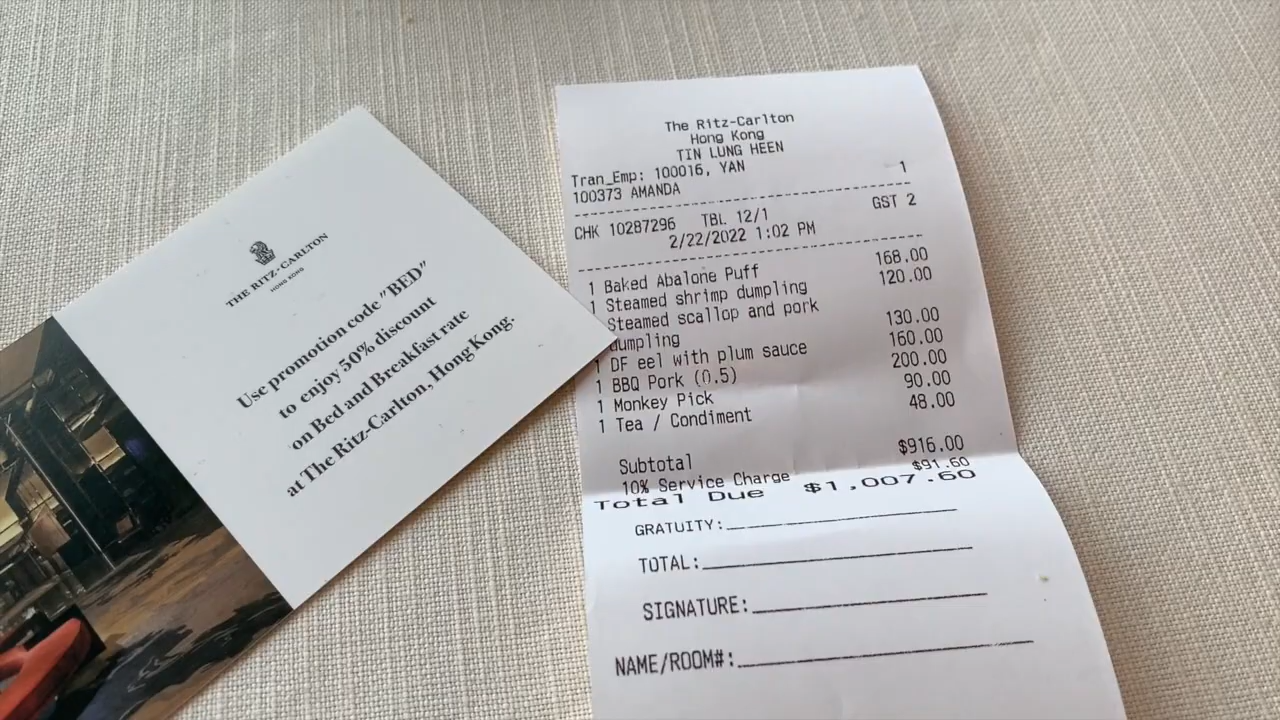 THE RITZ-CARLTON
HONG KONG
Use promotion code "BED"
to enjoy 50% discount
on Bed and Breakfast rate
at The Ritz-Carlton, Hong Kong.
The Ritz-Carlton
Hong Kong
TIN LUNG HEEN
Tran_Emp: 100016, YAN
100373 AMANDA 1
CHK 10287296 TBL 12/1 GST 2
2/22/2022 1:02 PM
1 Baked Abalone Puff 168.00
1 Steamed shrimp dumpling 120.00
Steamed scallop and pork
dumpling 130.00
1 DF eel with plum sauce 160.00
1 BBQ Pork (0.5) 200.00
1 Monkey Pick 90.00
1 Tea / Condiment 48.00
Subtotal $916.00
10% Service Charge $91.60
Total Due $1,007.60
GRATUITY:
TOTAL:
SIGNATURE:
NAME/ROOM#: